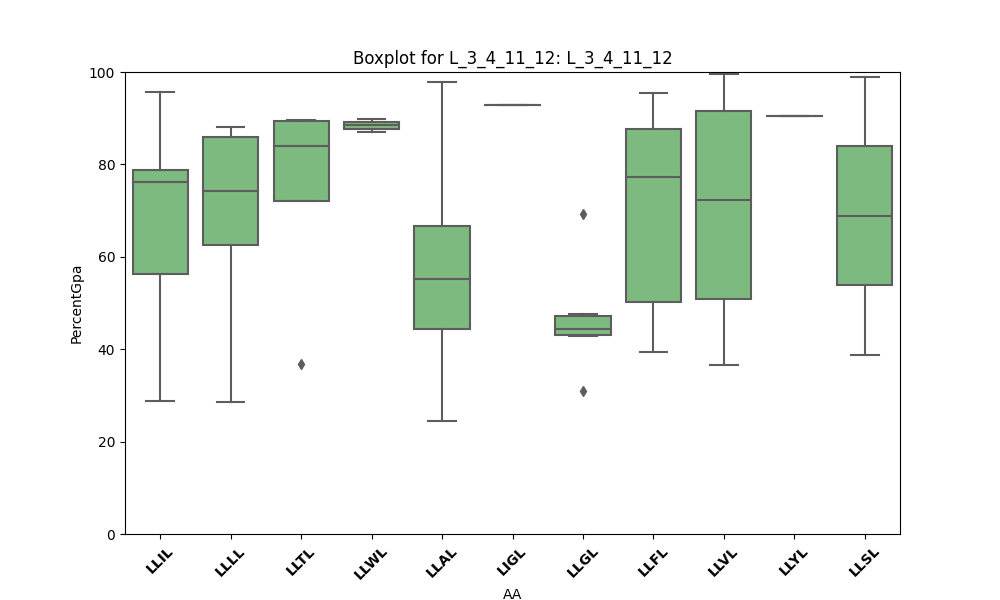 Boxplot for L_3_4_11_12: L_3_4_11_12
100
80
60
40
20
0
PercentGpa
LLIL LLLL LLTL LLWL LLAL LIGL LLGL LLFL LLVL LLYL LLSL
AA